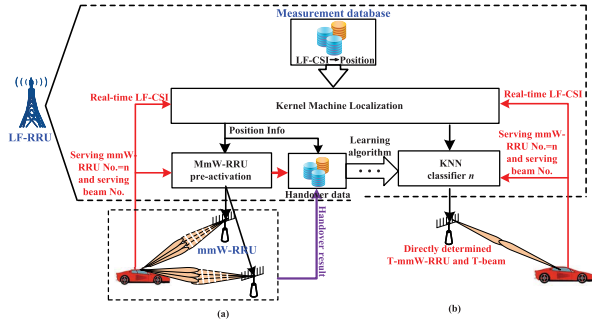 Measurement database
LF-CSI→Position
Real-time LF-CSI
Kernel Machine Localization
Real-time LF-CSI
LF-RRU
Position Info
Learning
algorithm
Serving mmW-
RRU No.=n
and serving
beam No.
MmW-RRU
pre-activation
Handover data
...
KNN
classifier n
Serving mmW-
RRU No.=n
and serving
beam No.
Handover result
mmW-RRU
Directly determined
T-mmW-RRU and T-beam
(a)
(b)